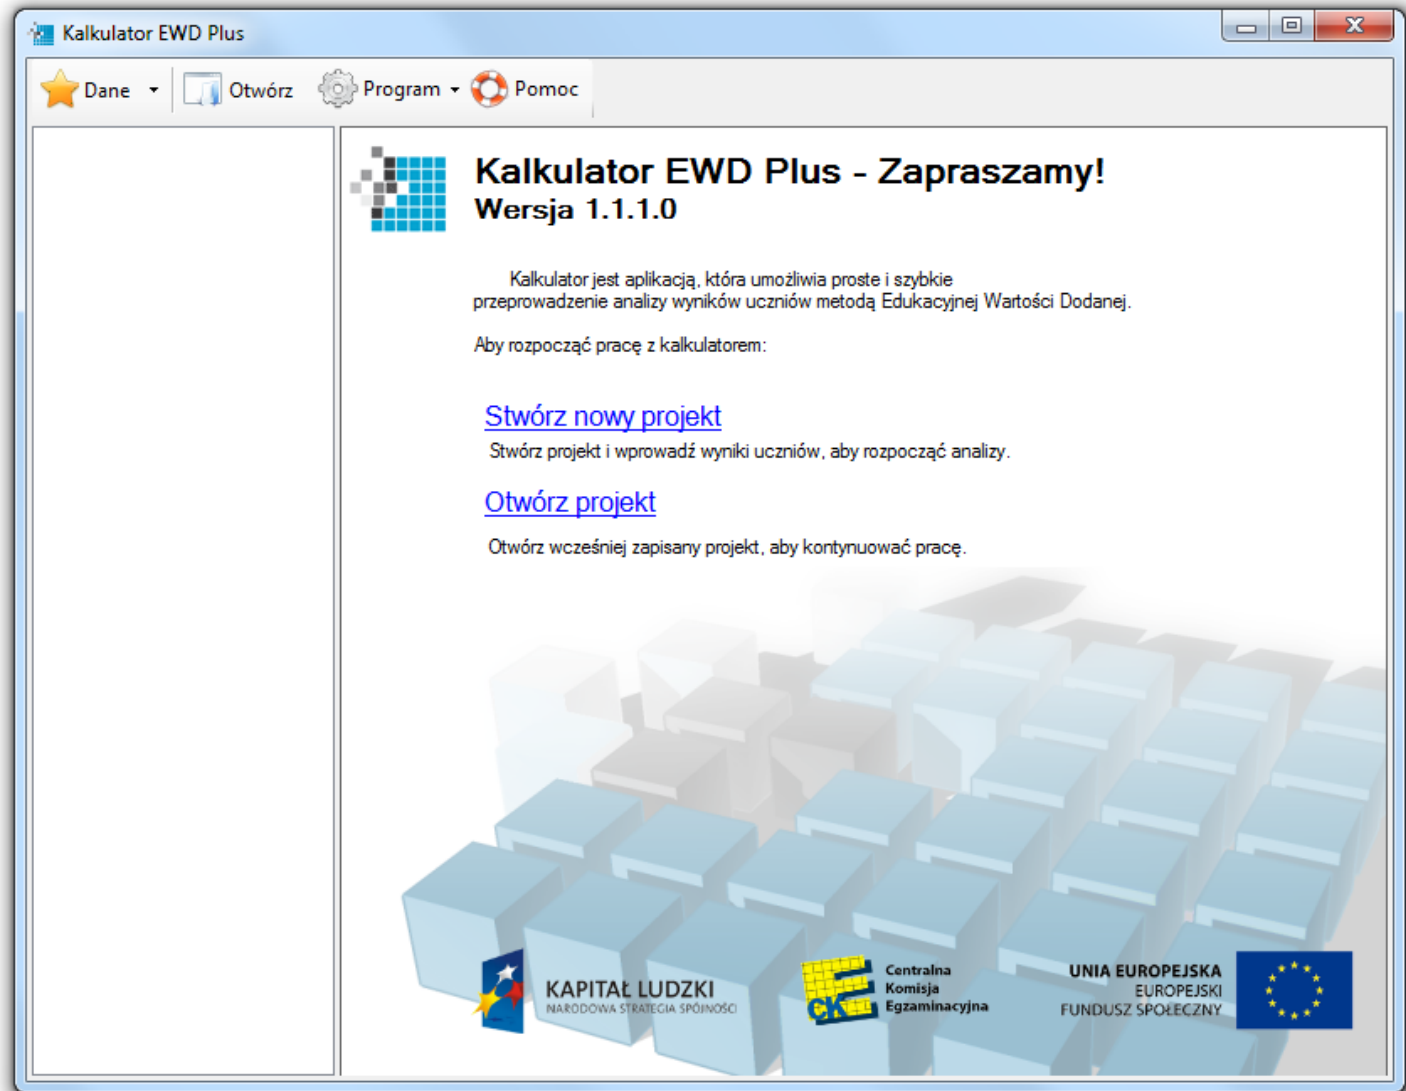 Kalkulator EWD Plus
Dane Otwórz Program Pomoc
Kalkulator EWD Plus - Zapraszamy!
Wersja 1.1.1.0
Kalkulator jest aplikacją, która umożliwia proste i szybkie
przeprowadzenie analizy wyników uczniów metodą Edukacyjnej Wartości Dodanej.
Aby rozpocząć pracę z kalkulatorem:
Stwórz nowy projekt
Stwórz projekt i wprowadź wyniki uczniów, aby rozpocząć analizy.
Otwórz projekt
Otwórz wcześniej zapisany projekt, aby kontynuować pracę.
KAPITAŁ LUDZKI
NARODOWA STRATEGIA SPÓJNOŚCI
CKE
Centralna
Komisja
Egzaminacyjna
UNIA EUROPEJSKA
EUROPEJSKI
FUNDUSZ SPOŁECZNY